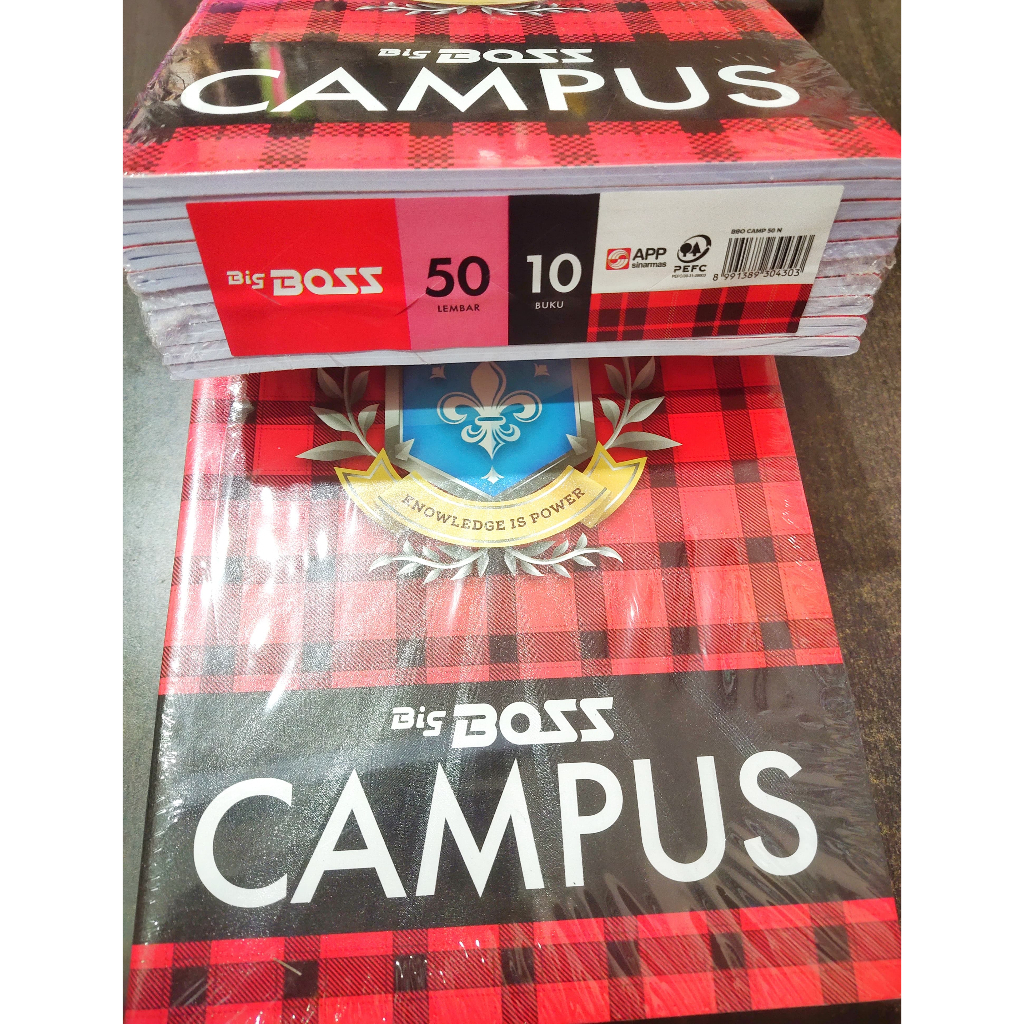 Big BOSS
CAMPUS
Big BOSS
50
LEMBAR
10
BUKU
APP
sinarmas
PEFC
BBO CAMP 50 N
8 991389 304303
KNOWLEDGE IS POWER
Big BOSS
CAMPUS